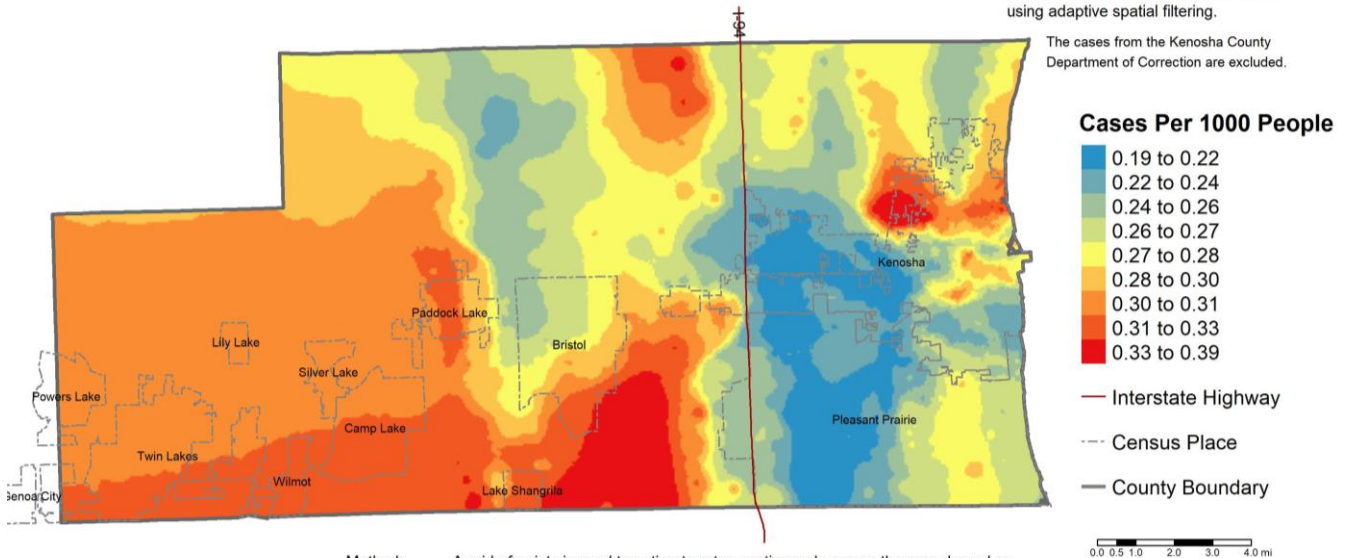 using adaptive spatial filtering.
The cases from the Kenosha County
Department of Correction are excluded.
I-94
Cases Per 1000 People
0.19 to 0.22
0.22 to 0.24
0.24 to 0.26
0.26 to 0.27
0.27 to 0.28
0.28 to 0.30
0.30 to 0.31
0.31 to 0.33
0.33 to 0.39
Interstate Highway
Census Place
County Boundary
0.0 0.5 1.0 2.0 3.0 4.0 mi
Kenosha
Paddock Lake
Lily Lake
Bristol
Silver Lake
Powers Lake
Camp Lake
Pleasant Prairie
Twin Lakes
Wilmot
Lake Shangrila
Genoa City